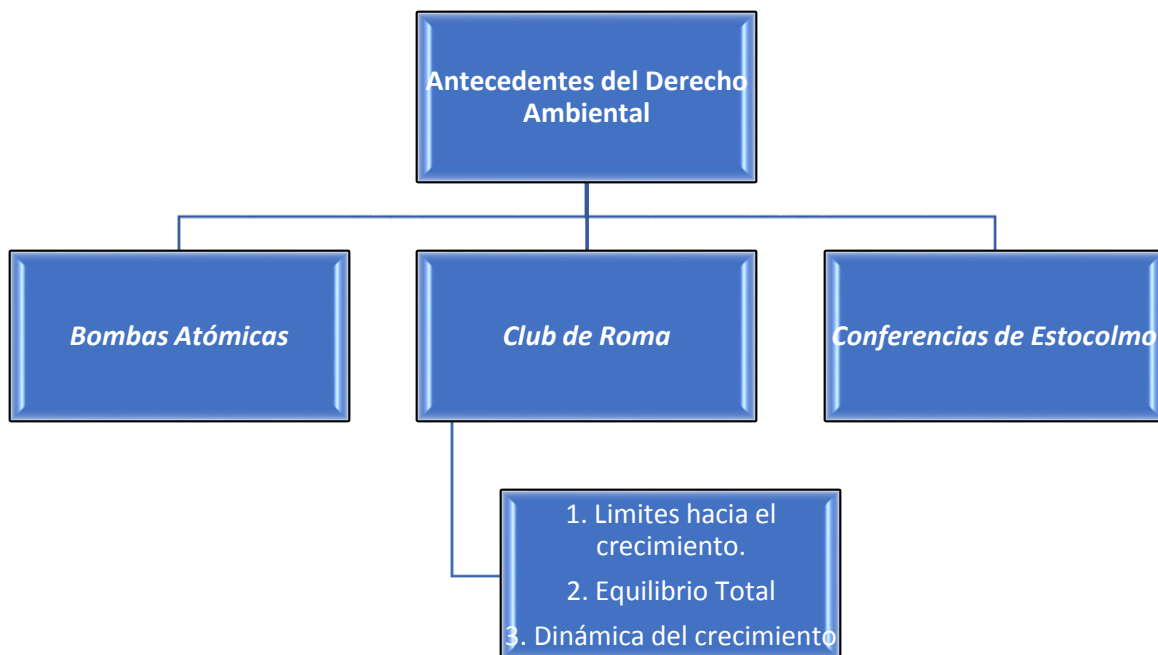 Antecedentes del Derecho
Ambiental
Bombas Atómicas
Club de Roma
Conferencias de Estocolmo
1. Limites hacia el
crecimiento.
2. Equilibrio Total
3. Dinámica del crecimiento